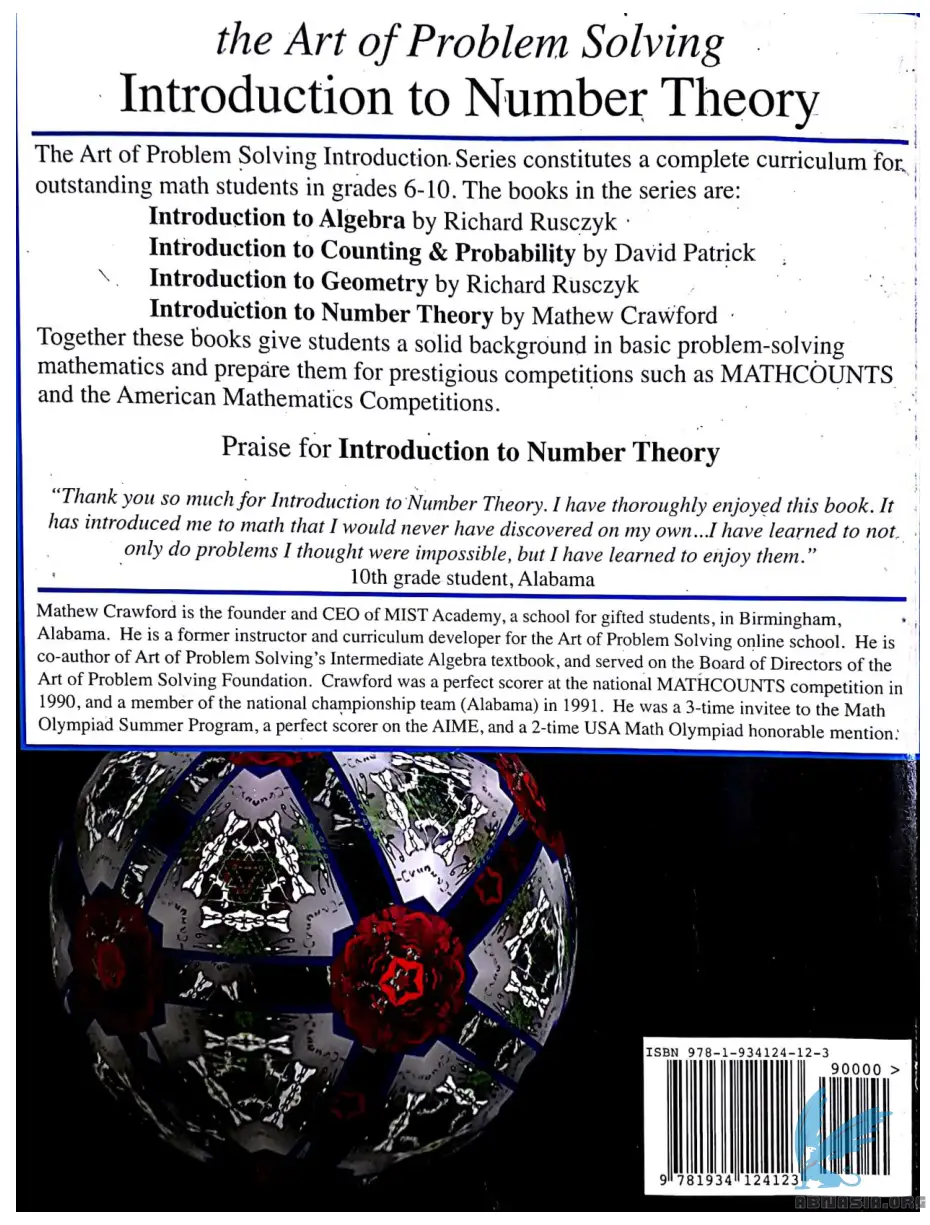 the Art of Problem Solving
Introduction to Number Theory
The Art of Problem Solving Introduction Series constitutes a complete curriculum for
outstanding math students in grades 6-10. The books in the series are:
Introduction to Algebra by Richard Rusczyk
Introduction to Counting & Probability by David Patrick
Introduction to Geometry by Richard Rusczyk
Introduction to Number Theory by Mathew Crawford
Together these books give students a solid background in basic problem-solving
mathematics and prepare them for prestigious competitions such as MATHCOUNTS
and the American Mathematics Competitions.
Praise for Introduction to Number Theory
“Thank you so much for Introduction to Number Theory. I have thoroughly enjoyed this book. It
has introduced me to math that I would never have discovered on my own...I have learned to not
only do problems I thought were impossible, but I have learned to enjoy them.”
10th grade student, Alabama
Mathew Crawford is the founder and CEO of MIST Academy, a school for gifted students, in Birmingham,
Alabama. He is a former instructor and curriculum developer for the Art of Problem Solving online school. He is
co-author of Art of Problem Solving's Intermediate Algebra textbook, and served on the Board of Directors of the
Art of Problem Solving Foundation. Crawford was a perfect scorer at the national MATHCOUNTS competition in
1990, and a member of the national championship team (Alabama) in 1991. He was a 3-time invitee to the Math
Olympiad Summer Program, a perfect scorer on the AIME, and a 2-time USA Math Olympiad honorable mention.
ISBN 978-1-934124-12-3
90000 >
9 781934 124123
ABNASIA.ORG